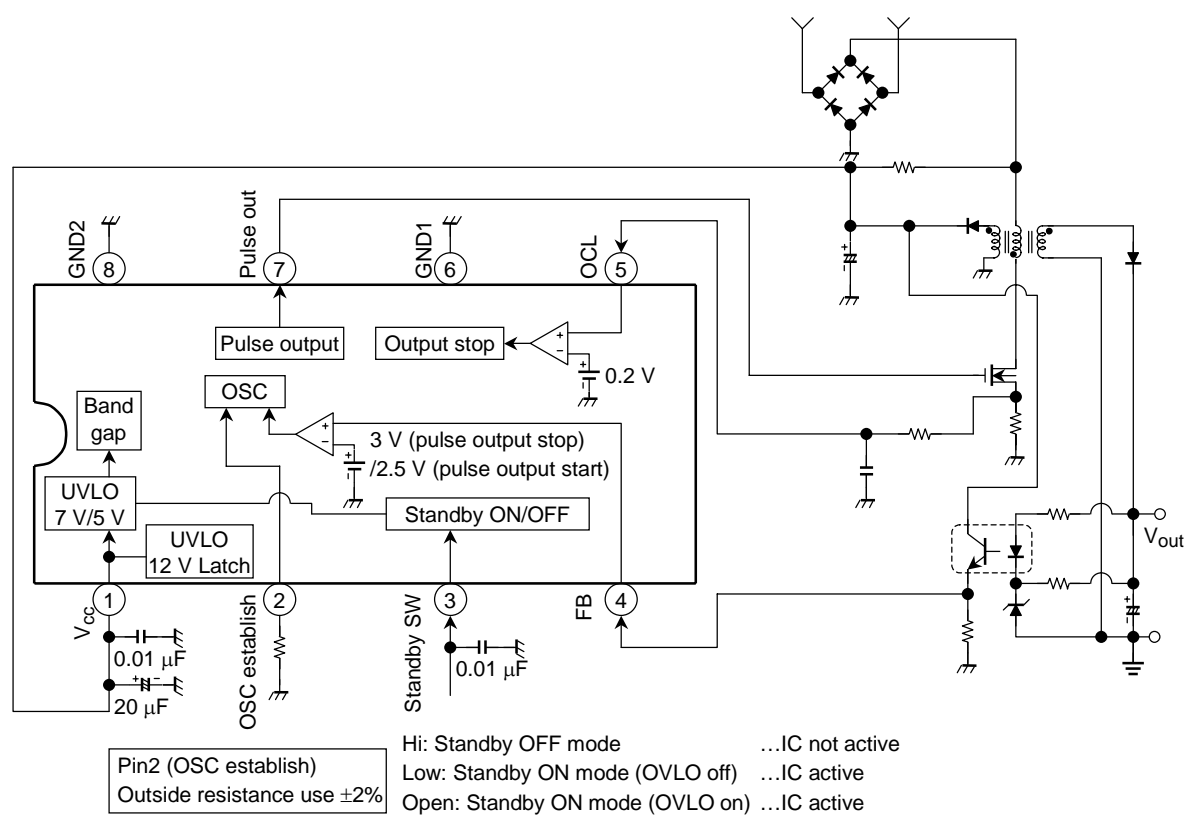 GND2
8
Pulse out
7
GND1
6
OCL
5
Pulse output
Output stop
+
−
+
-
0.2 V
OSC
+
−
+
-
3 V (pulse output stop)
/2.5 V (pulse output start)
Band
gap
UVLO
7 V/5 V
UVLO
12 V Latch
Standby ON/OFF
1
VCC
2
OSC establish
3
Standby SW
4
FB
0.01 μF
+
-
20 μF
0.01 μF
+
-
Vout
+
-
Pin2 (OSC establish)
Outside resistance use ±2%
Hi: Standby OFF mode …IC not active
Low: Standby ON mode (OVLO off) …IC active
Open: Standby ON mode (OVLO on) …IC active